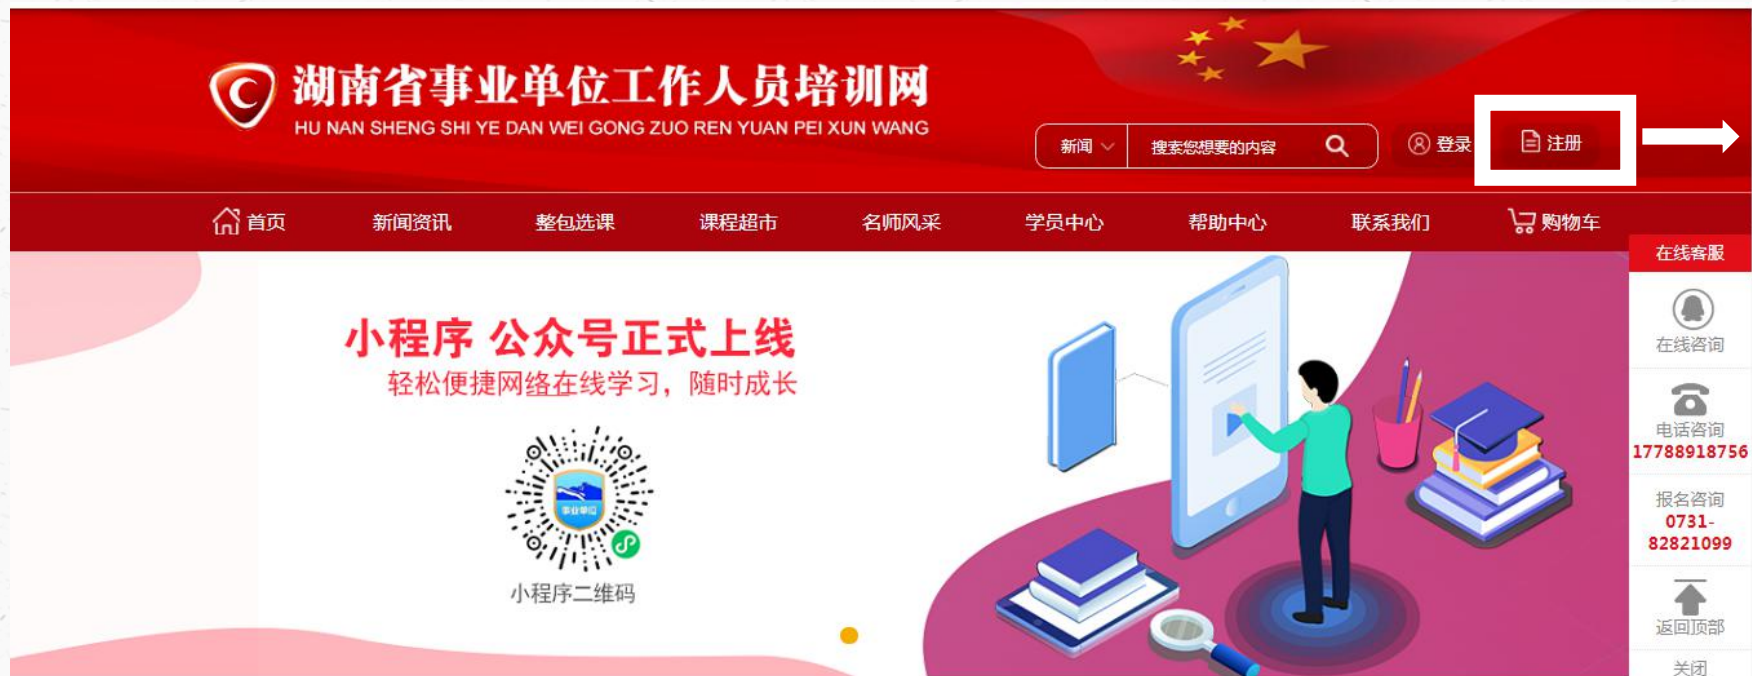 湖南省事业单位工作人员培训网
HU NAN SHENG SHI YE DAN WEI GONG ZUO REN YUAN PEI XUN WANG
新闻 搜索您想要的内容 登录 注册
首页 新闻资讯 整包选课 课程超市 名师风采 学员中心 帮助中心 联系我们 购物车
小程序 公众号正式上线
轻松便捷网络在线学习，随时成长
事业单位
小程序二维码
在线客服
在线咨询
电话咨询
17788918756
报名咨询
0731-
82821099
返回顶部
关闭